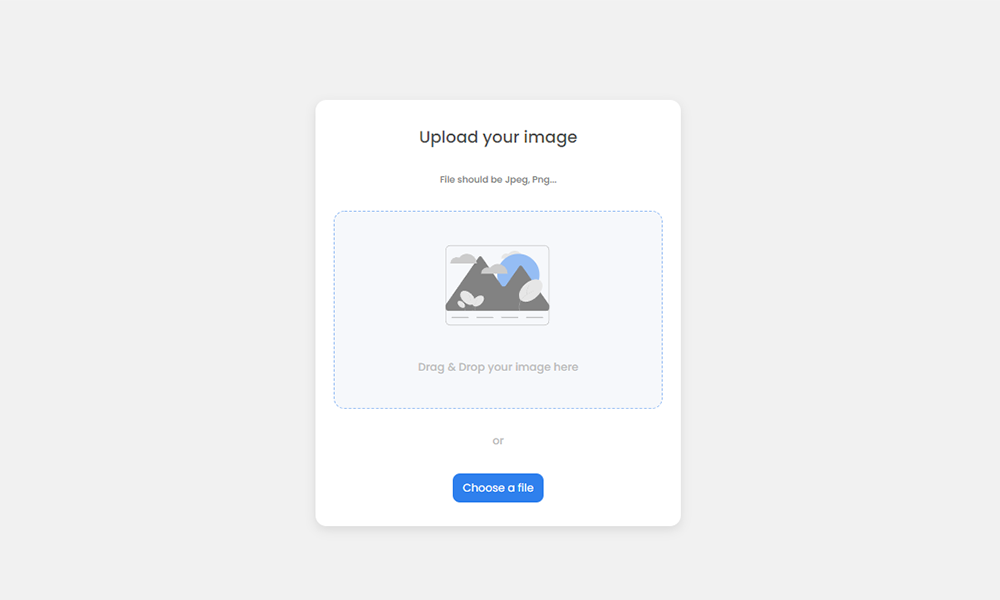 Upload your image
File should be Jpeg, Png...
Drag & Drop your image here
or
Choose a file